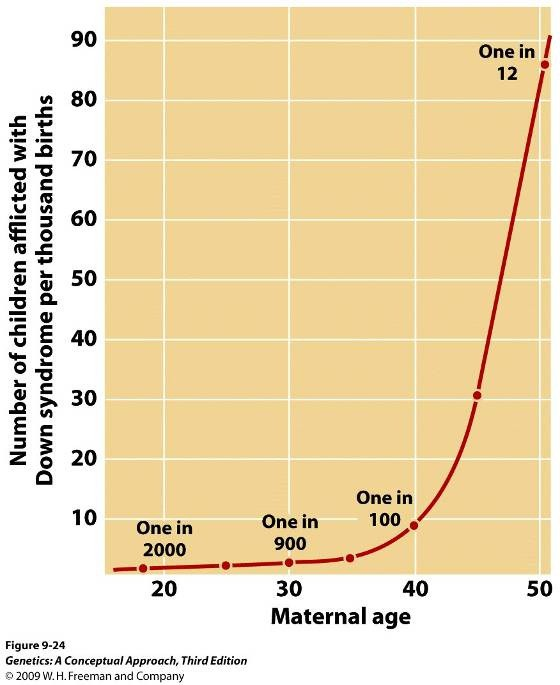 Number of children afflicted with
Down syndrome per thousand births
90
80
70
60
50
40
30
20
10
One in
12
One in
100
One in
900
One in
2000
20 30 40 50
Maternal age
Figure 9-24
Genetics: A Conceptual Approach, Third Edition
© 2009 W. H. Freeman and Company